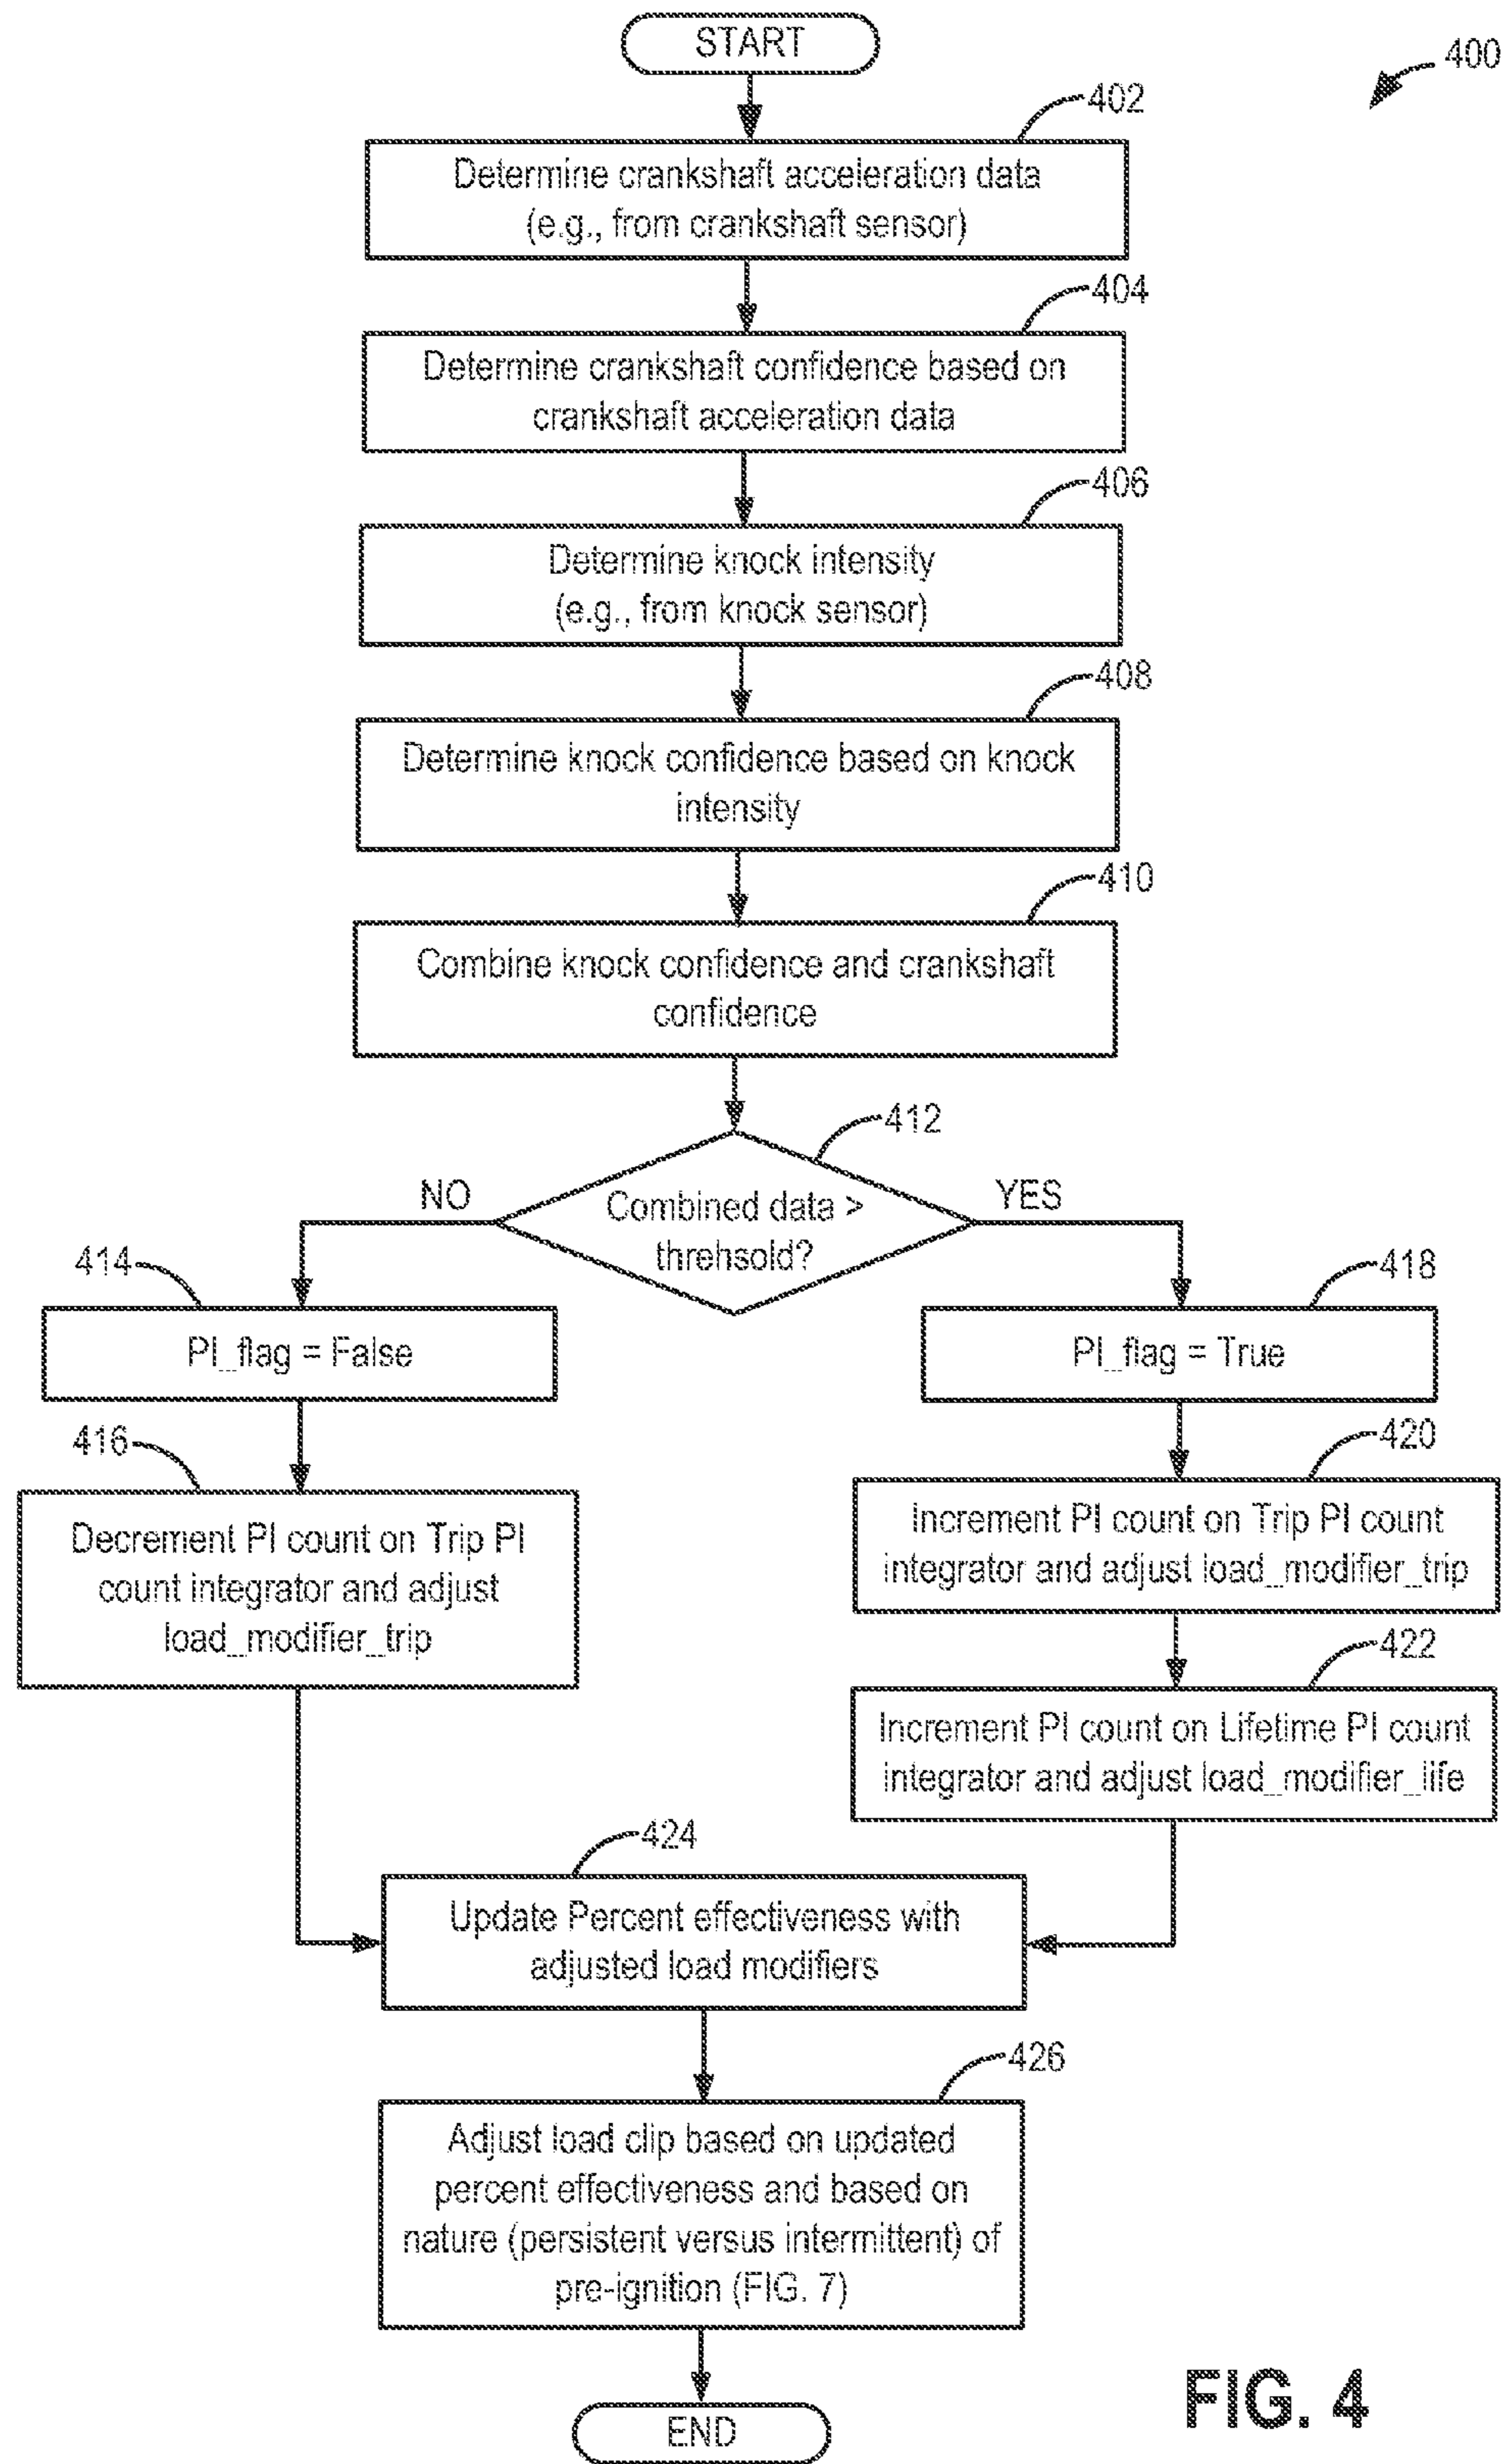 START
400
402
Determine crankshaft acceleration data
(e.g., from crankshaft sensor)
404
Determine crankshaft confidence based on
crankshaft acceleration data
406
Determine knock intensity
(e.g., from knock sensor)
408
Determine knock confidence based on knock
intensity
410
Combine knock confidence and crankshaft
confidence
412
NO
Combined data >
threhsold?
YES
414
PI_flag = False
418
PI_flag = True
416
Decrement PI count on Trip PI
count integrator and adjust
load_modifier_trip
420
Increment PI count on Trip PI count
integrator and adjust load_modifier_trip
422
Increment PI count on Lifetime PI count
integrator and adjust load_modifier_life
424
Update Percent effectiveness with
adjusted load modifiers
426
Adjust load clip based on updated
percent effectiveness and based on
nature (persistent versus intermittent) of
pre-ignition (FIG. 7)
END
FIG. 4